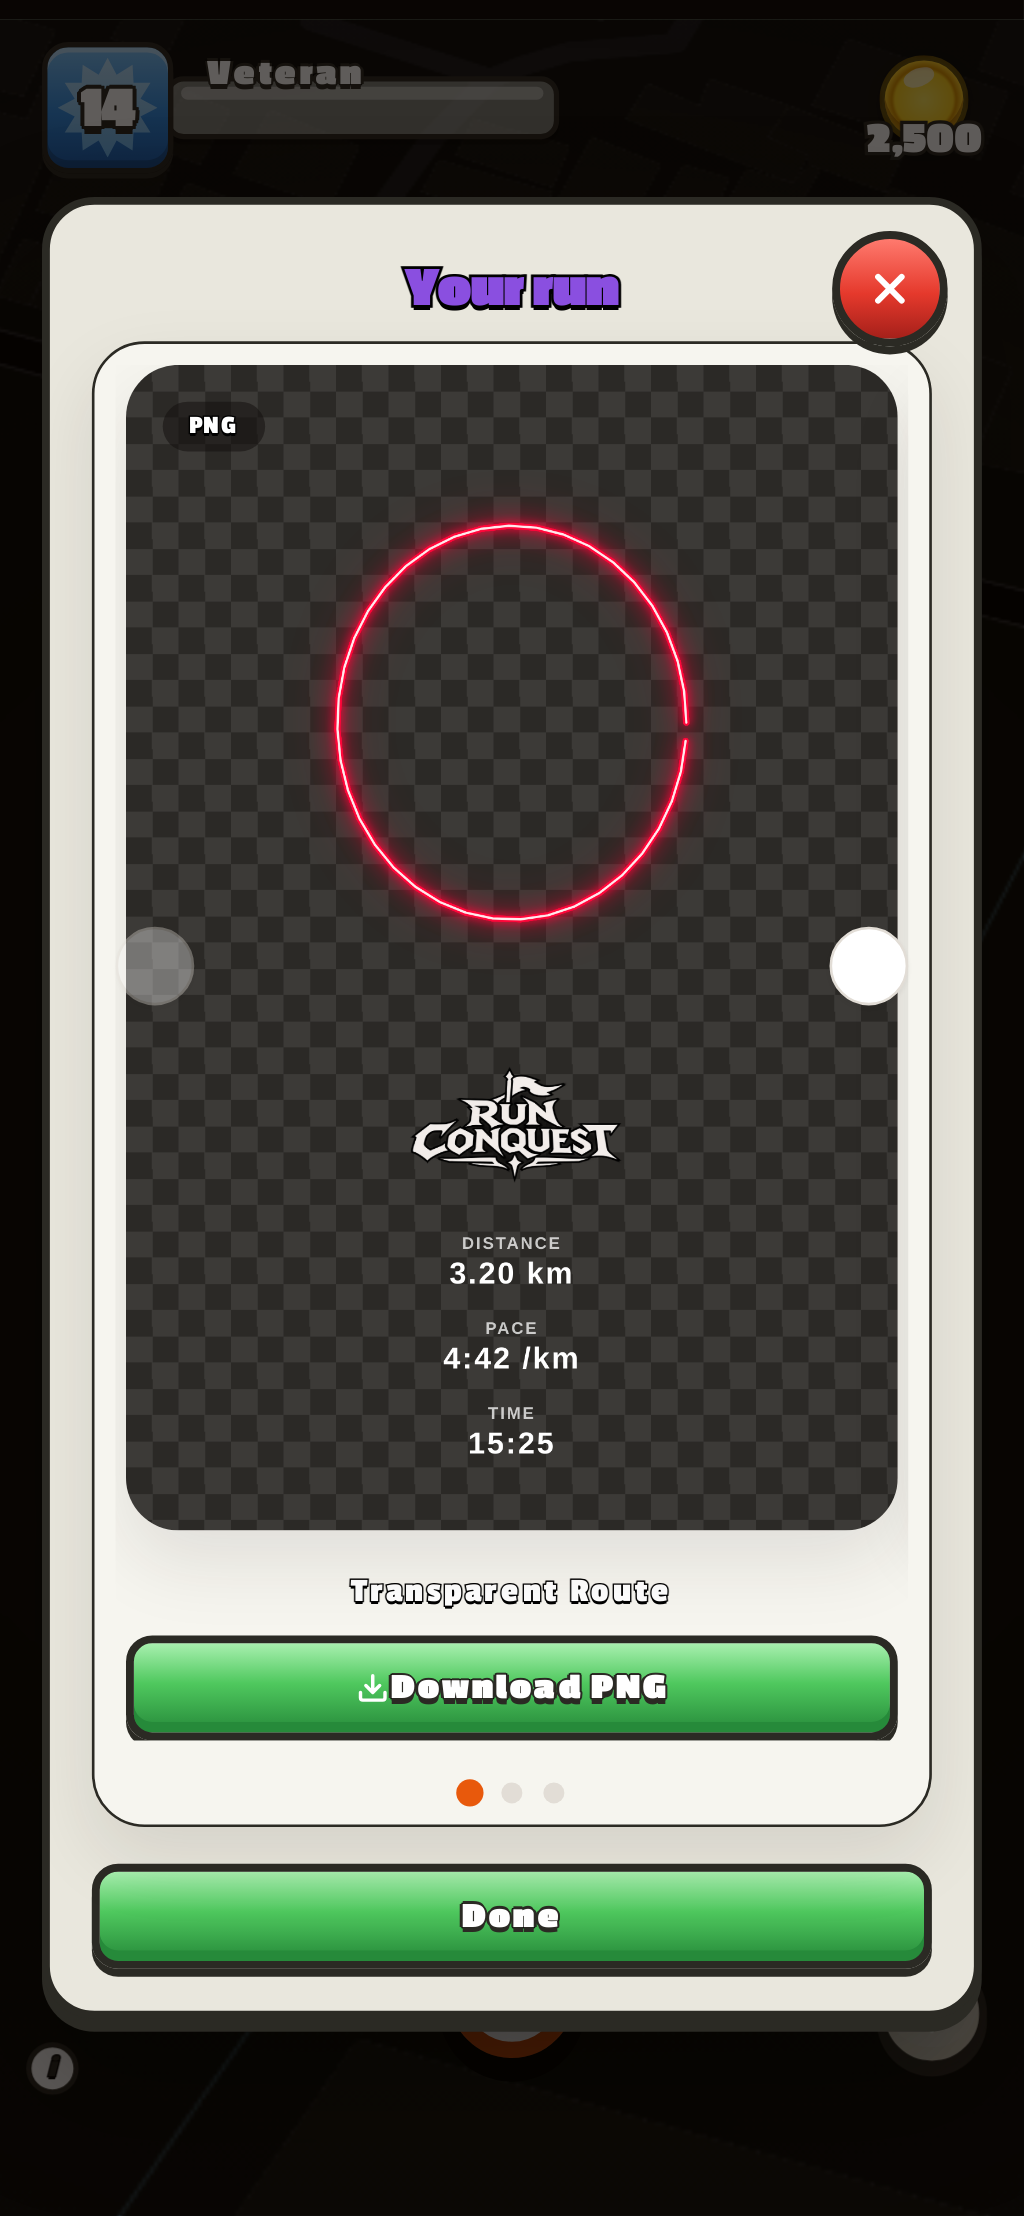 14
Veteran
2,500
Your run
PNG
RUN
CONQUEST
DISTANCE
3.20 km
PACE
4:42 /km
TIME
15:25
Transparent Route
Download PNG
Done